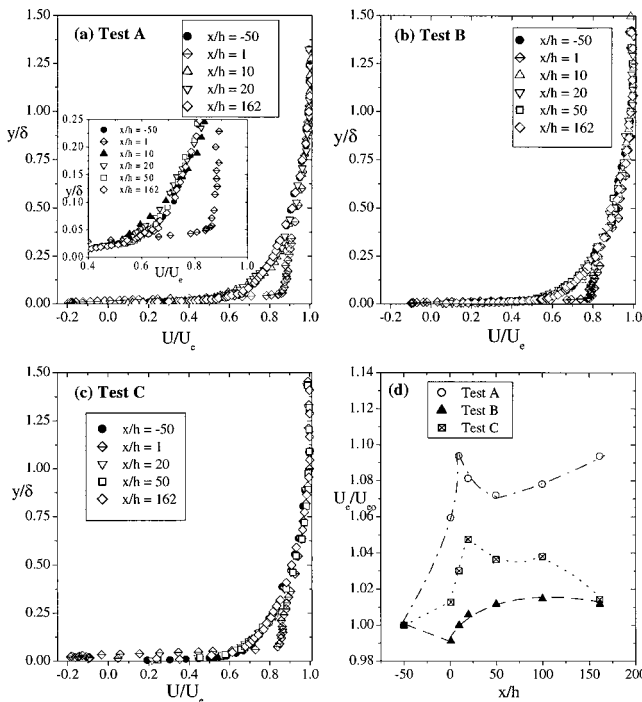 (a) Test A
x/h = -50
x/h = 1
x/h = 10
x/h = 20
x/h = 162
1.50
1.25
1.00
0.75
0.50
0.25
0.00
y/δ
0.25
0.20
0.15
0.10
0.05
0.00
y/δ
x/h = -50
x/h = 1
x/h = 10
x/h = 20
x/h = 50
x/h = 162
0.4 0.6 0.8 1.0
U/Ue
-0.2 0.0 0.2 0.4 0.6 0.8 1.0
U/Ue
(b) Test B
x/h = -50
x/h = 1
x/h = 10
x/h = 20
x/h = 50
x/h = 162
1.50
1.25
1.00
0.75
0.50
0.25
0.00
y/δ
-0.2 0.0 0.2 0.4 0.6 0.8 1.0
U/Ue
(c) Test C
x/h = -50
x/h = 1
x/h = 20
x/h = 50
x/h = 162
1.50
1.25
1.00
0.75
0.50
0.25
0.00
y/δ
-0.2 0.0 0.2 0.4 0.6 0.8 1.0
U/Ue
(d)
Test A
Test B
Test C
1.14
1.12
1.10
1.08
1.06
1.04
1.02
1.00
0.98
-100 -50 0 50 100 150 200
x/h